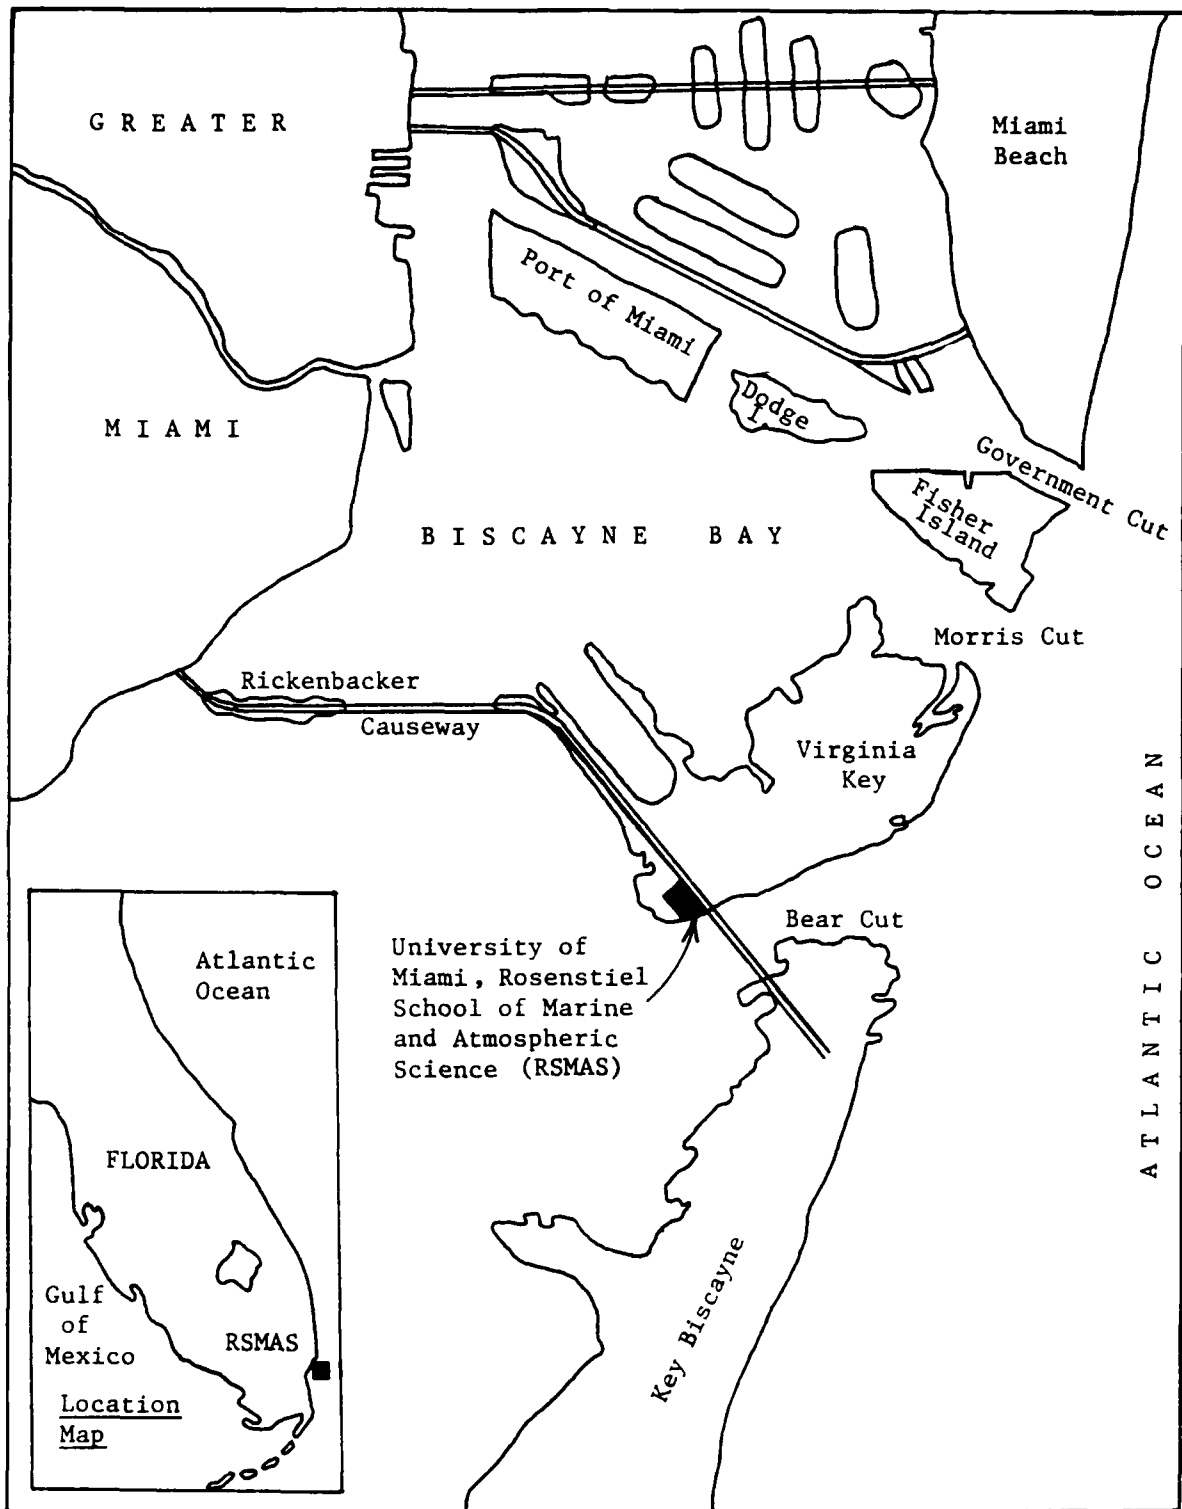 GREATER
MIAMI
Miami
Beach
Port of Miami
Dodge
I.
Government Cut
Fisher
Island
BISCAYNE BAY
Morris Cut
Rickenbacker
Causeway
Virginia
Key
ATLANTIC OCEAN
Bear Cut
University of
Miami, Rosenstiel
School of Marine
and Atmospheric
Science (RSMAS)
Key Biscayne
Atlantic
Ocean
FLORIDA
Gulf
of
Mexico
RSMAS
Location
Map